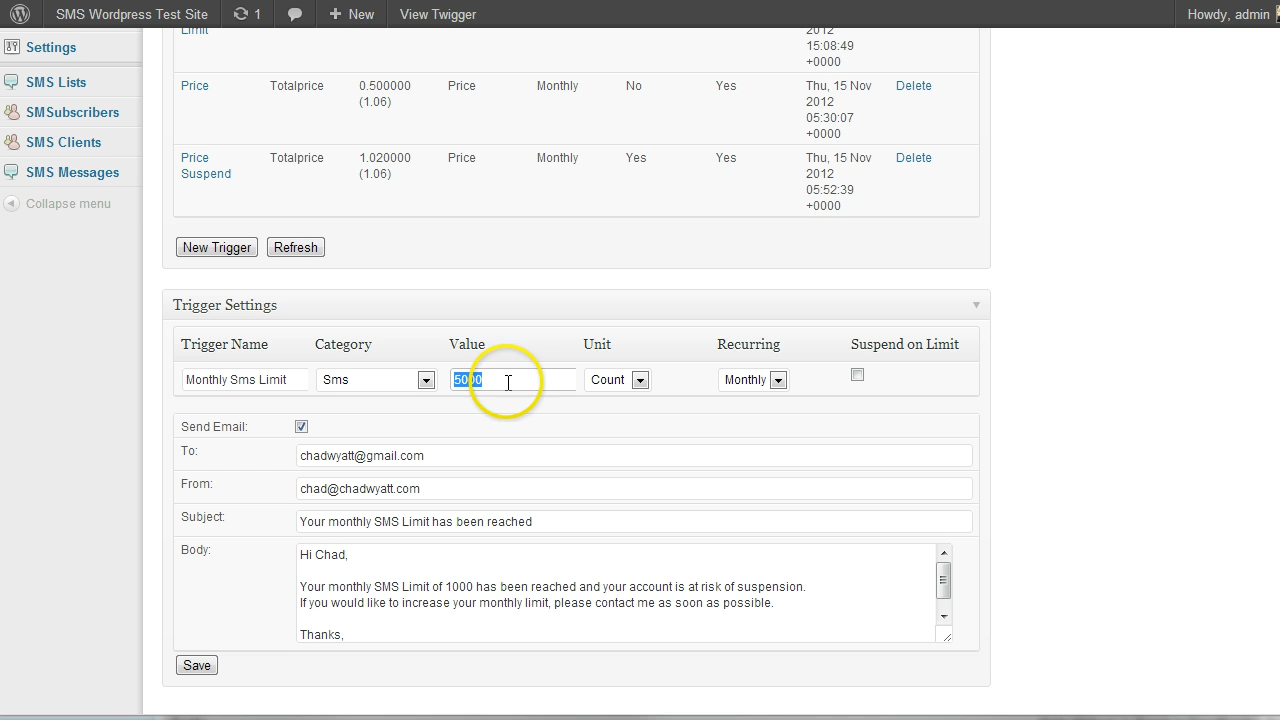 SMS Wordpress Test Site 1 New View Twigger Howdy, admin
Settings
SMS Lists
SMSubscribers
SMS Clients
SMS Messages
Collapse menu
Limit 2012
15:08:49
+0000
Price Totalprice 0.500000 Price Monthly No Yes Thu, 15 Nov Delete
(1.06) 2012
05:30:07
+0000
Price Totalprice 1.020000 Price Monthly Yes Yes Thu, 15 Nov Delete
Suspend (1.06) 2012
05:52:39
+0000
New Trigger Refresh
Trigger Settings
Trigger Name Category Value Unit Recurring Suspend on Limit
Monthly Sms Limit Sms 5000 Count Monthly
Send Email:
To: chadwyatt@gmail.com
From: chad@chadwyatt.com
Subject: Your monthly SMS Limit has been reached
Body: Hi Chad,
Your monthly SMS Limit of 1000 has been reached and your account is at risk of suspension.
If you would like to increase your monthly limit, please contact me as soon as possible.
Thanks,
Save